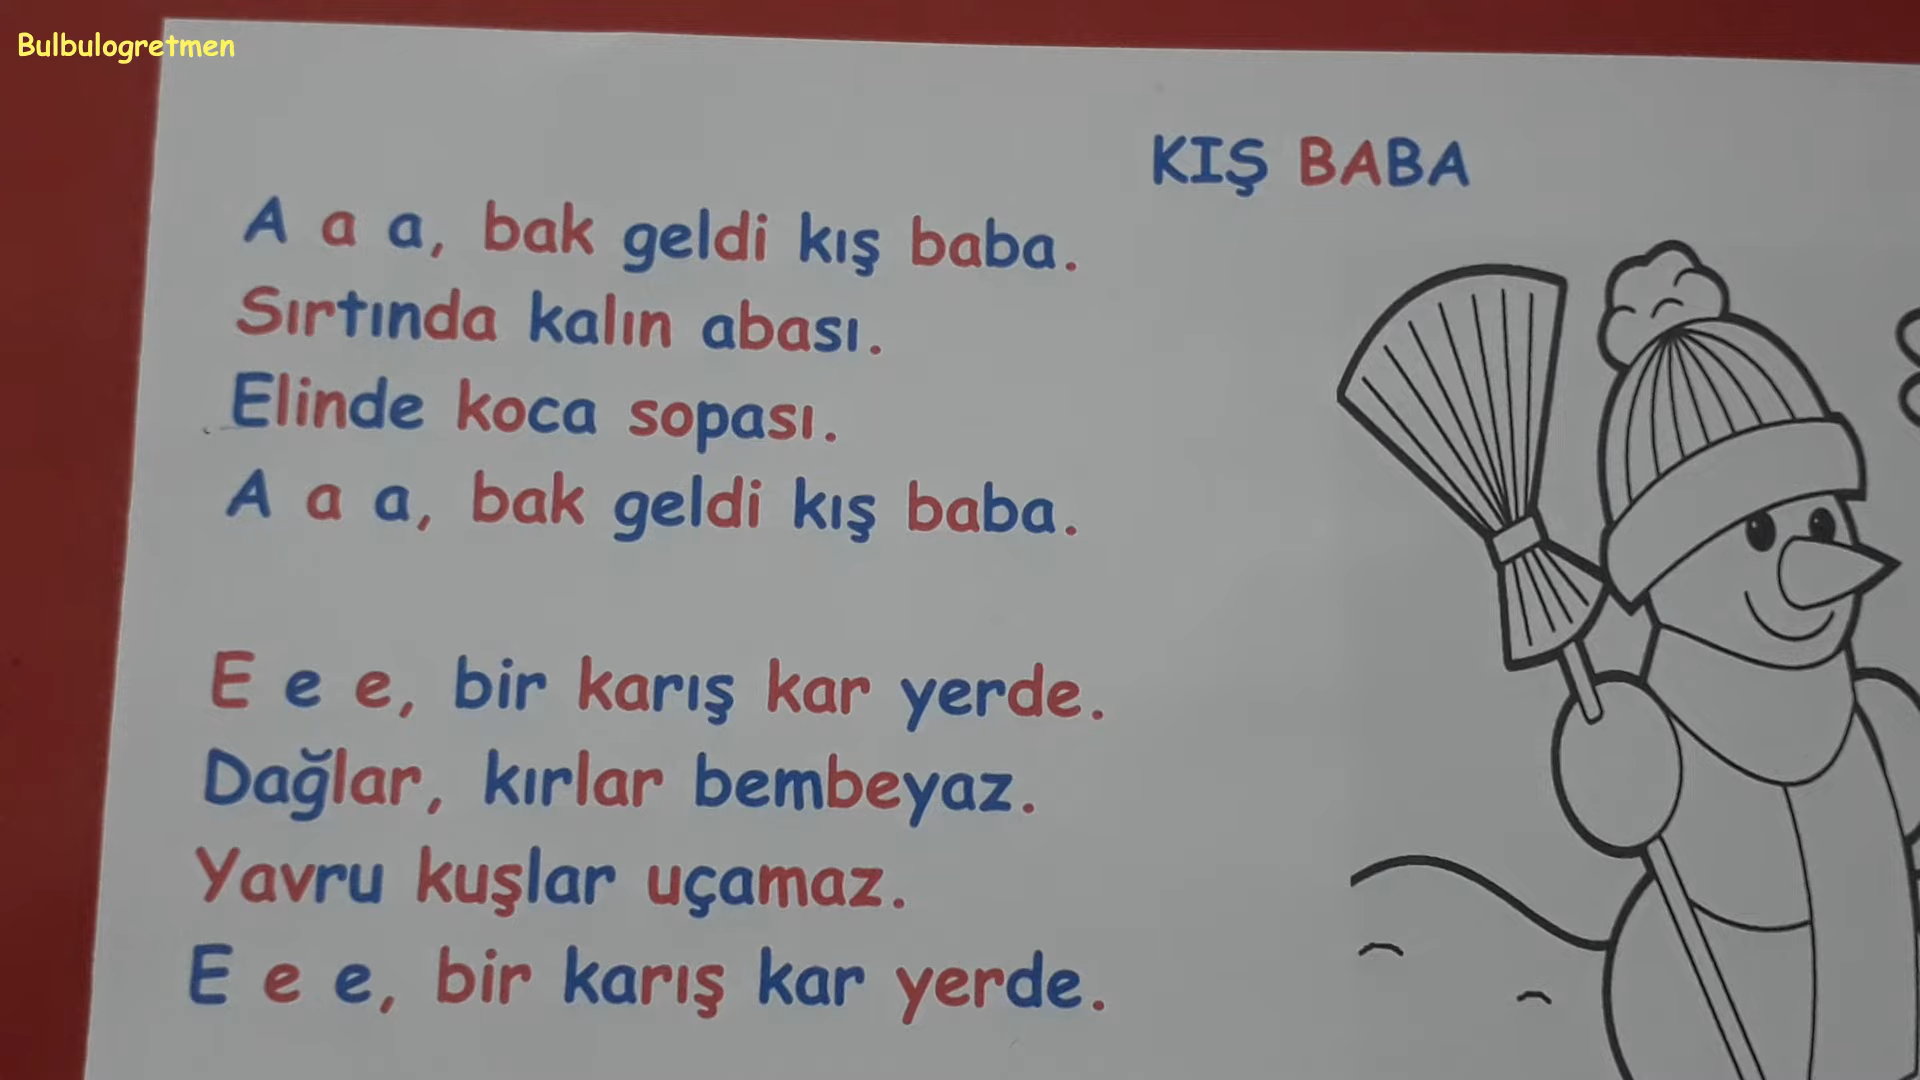 Bulbulogretmen
KIŞ BABA
A a a, bak geldi kış baba.
Sırtında kalın abası.
Elinde koca sopası.
A a a, bak geldi kış baba.
E e e, bir karış kar yerde.
Dağlar, kırlar bembeyaz.
Yavru kuşlar uçamaz.
E e e, bir karış kar yerde.